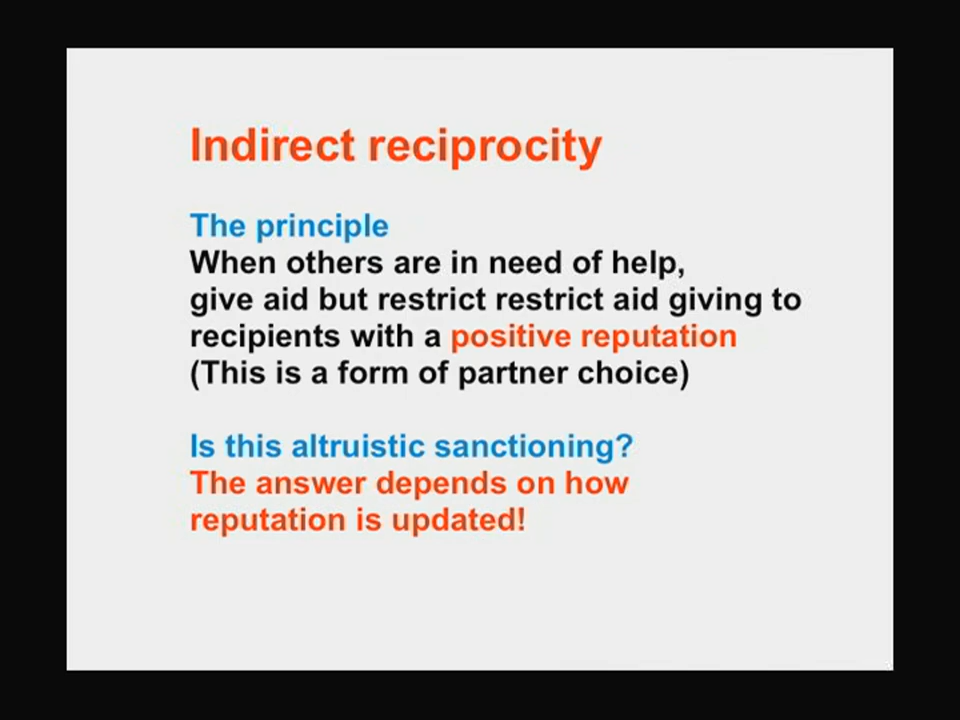 Indirect reciprocity
The principle
When others are in need of help,
give aid but restrict restrict aid giving to
recipients with a positive reputation
(This is a form of partner choice)
Is this altruistic sanctioning?
The answer depends on how
reputation is updated!